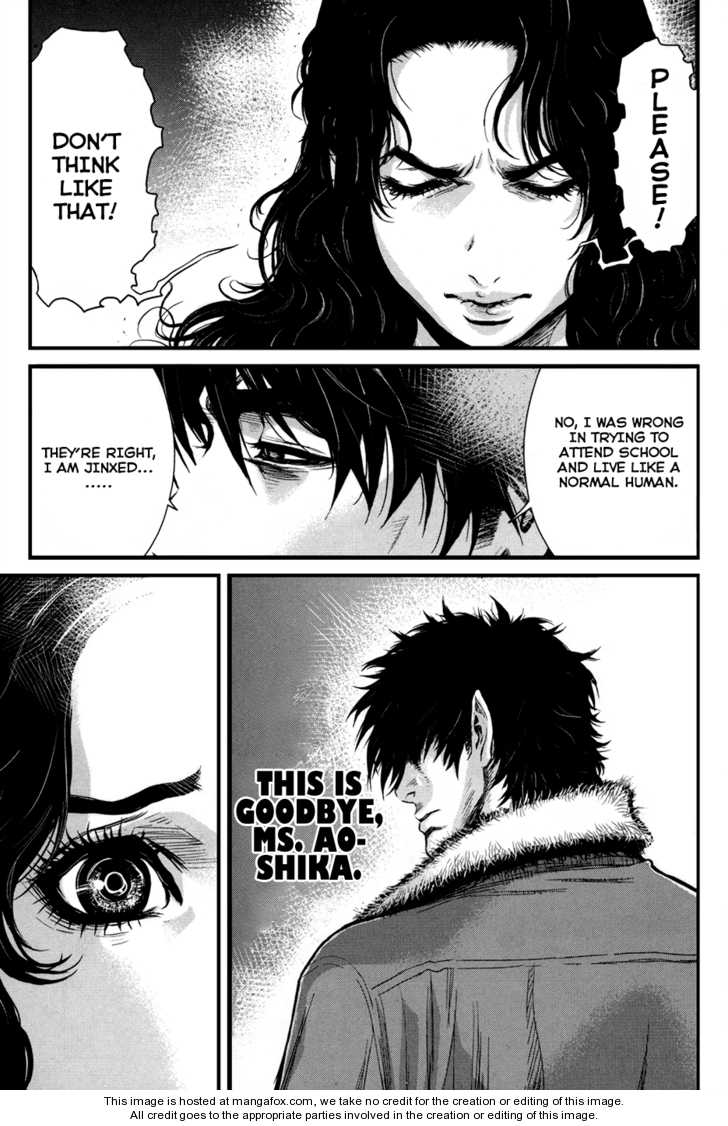 PLEASE!
DON'T
THINK
LIKE
THAT!
NO, I WAS WRONG
IN TRYING TO
ATTEND SCHOOL
AND LIVE LIKE A
NORMAL HUMAN.
THEY'RE RIGHT,
I AM JINXED...
.....
THIS IS
GOODBYE,
MS. AO-
SHIKA.
This image is hosted at mangafox.com, we take no credit for the creation or editing of this image.
All credit goes to the appropriate parties involved in the creation or editing of this image.